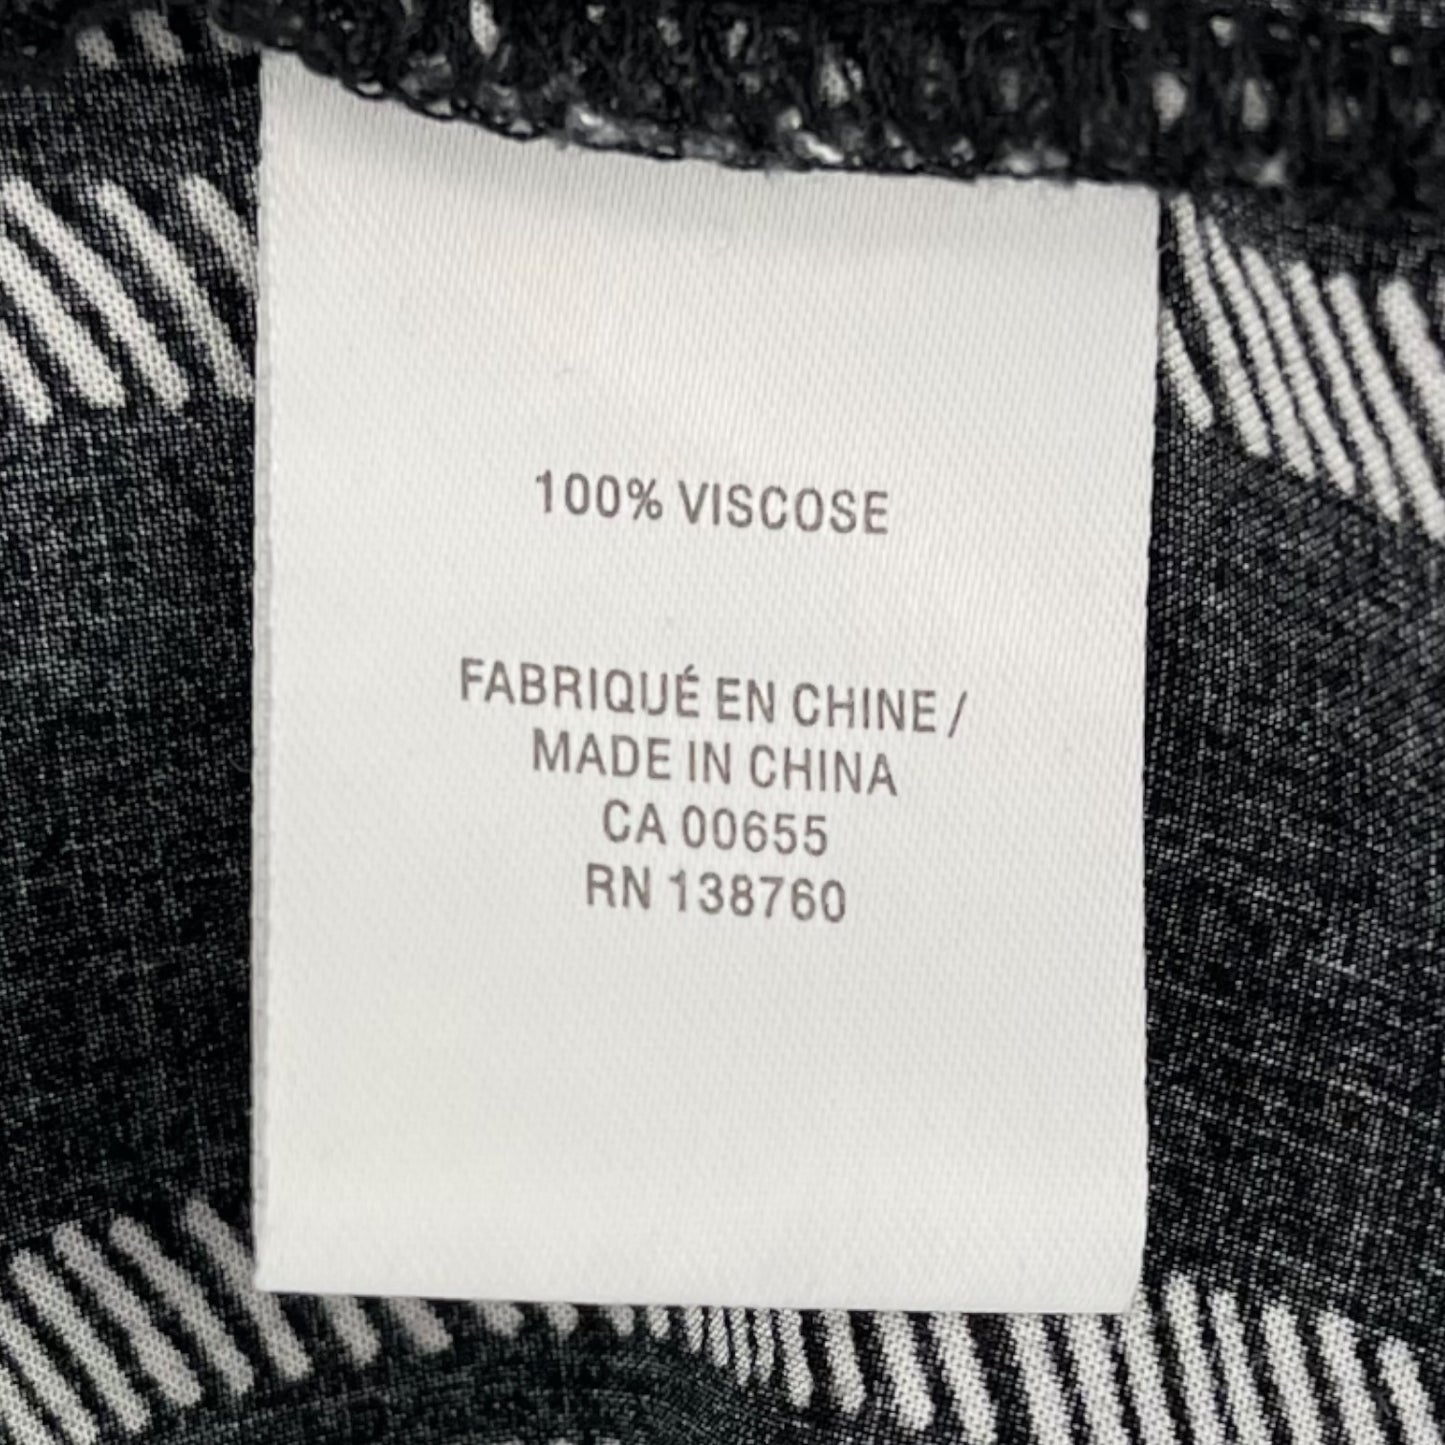 100% VISCOSE
FABRIQUÉ EN CHINE /
MADE IN CHINA
CA 00655
RN 138760